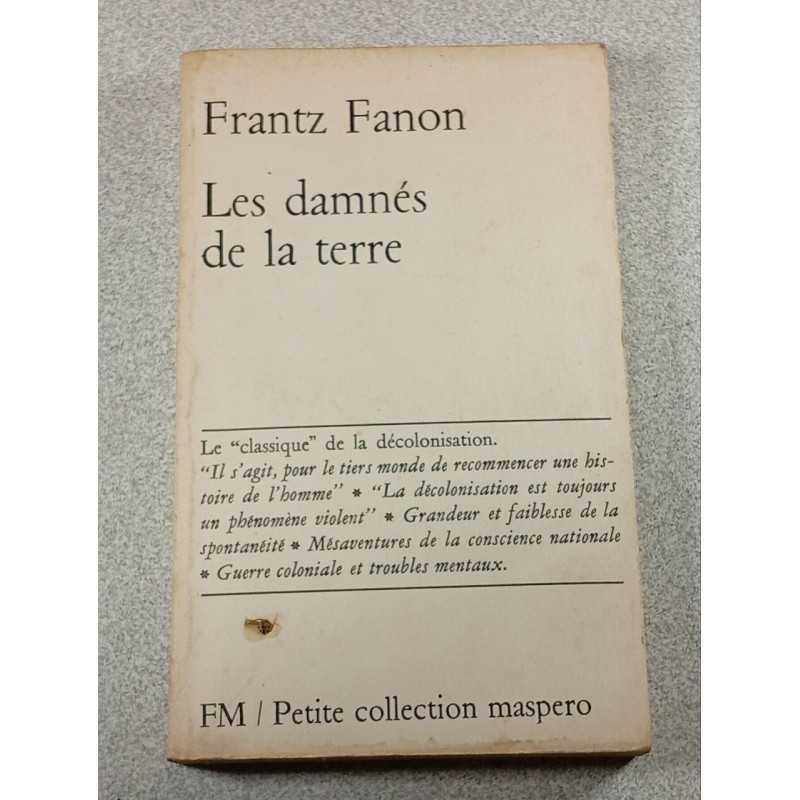 Frantz Fanon
Les damnés
de la terre
Le “classique” de la décolonisation.
“Il s’agit, pour le tiers monde de recommencer une his-
toire de l’homme” * “La décolonisation est toujours
un phénomène violent” * Grandeur et faiblesse de la
spontanéité * Mésaventures de la conscience nationale
* Guerre coloniale et troubles mentaux.
FM / Petite collection maspero